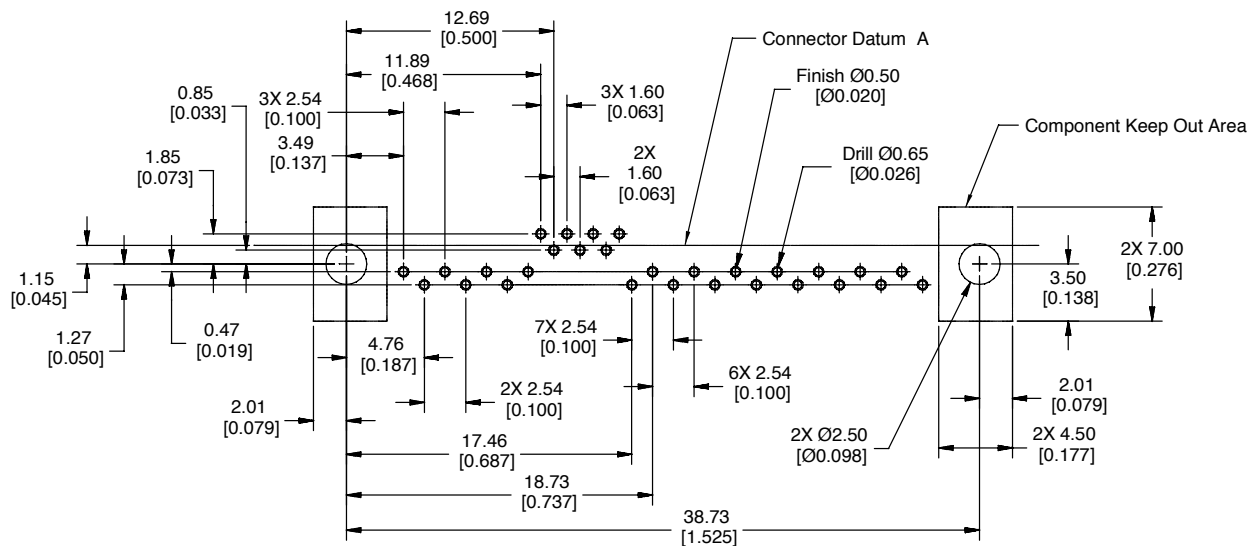 12.69
[0.500]
Connector Datum  A
11.89
[0.468]
Finish Ø0.50
[Ø0.020]
0.85
[0.033]
3X 2.54
[0.100]
3X 1.60
[0.063]
Component Keep Out Area
3.49
[0.137]
1.85
[0.073]
2X
1.60
[0.063]
Drill Ø0.65
[Ø0.026]
2X 7.00
[0.276]
3.50
[0.138]
1.15
[0.045]
1.27
[0.050]
0.47
[0.019]
4.76
[0.187]
7X 2.54
[0.100]
6X 2.54
[0.100]
2X 2.54
[0.100]
2.01
[0.079]
2.01
[0.079]
2X Ø2.50
[Ø0.098]
2X 4.50
[0.177]
17.46
[0.687]
18.73
[0.737]
38.73
[1.525]